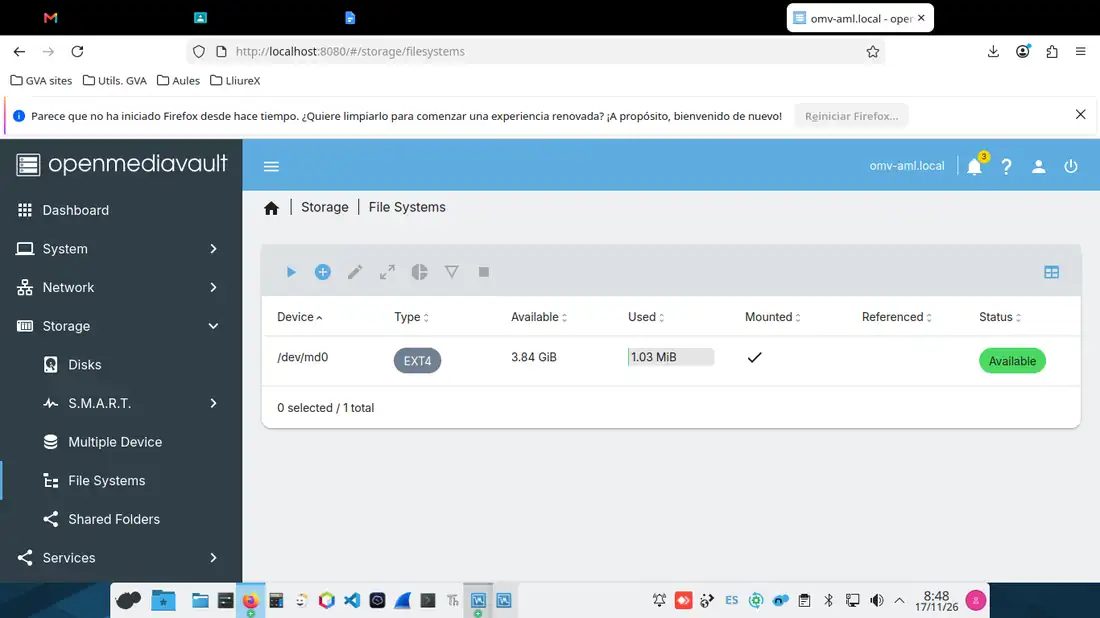 omv-aml.local - oper
http://localhost:8080/#/storage/filesystems
GVA sites Utils. GVA Aules LliureX
Parece que no ha iniciado Firefox desde hace tiempo. ¿Quiere limpiarlo para comenzar una experiencia renovada? ¡A propósito, bienvenido de nuevo! Reiniciar Firefox...
openmediavault
omv-aml.local 3
Dashboard
System
Network
Storage
Disks
S.M.A.R.T.
Multiple Device
File Systems
Shared Folders
Services
Storage | File Systems
Device Type Available Used Mounted Referenced Status
/dev/md0 EXT4 3.84 GiB 1.03 MiB Available
0 selected / 1 total
Th
ES
8:48
17/11/26